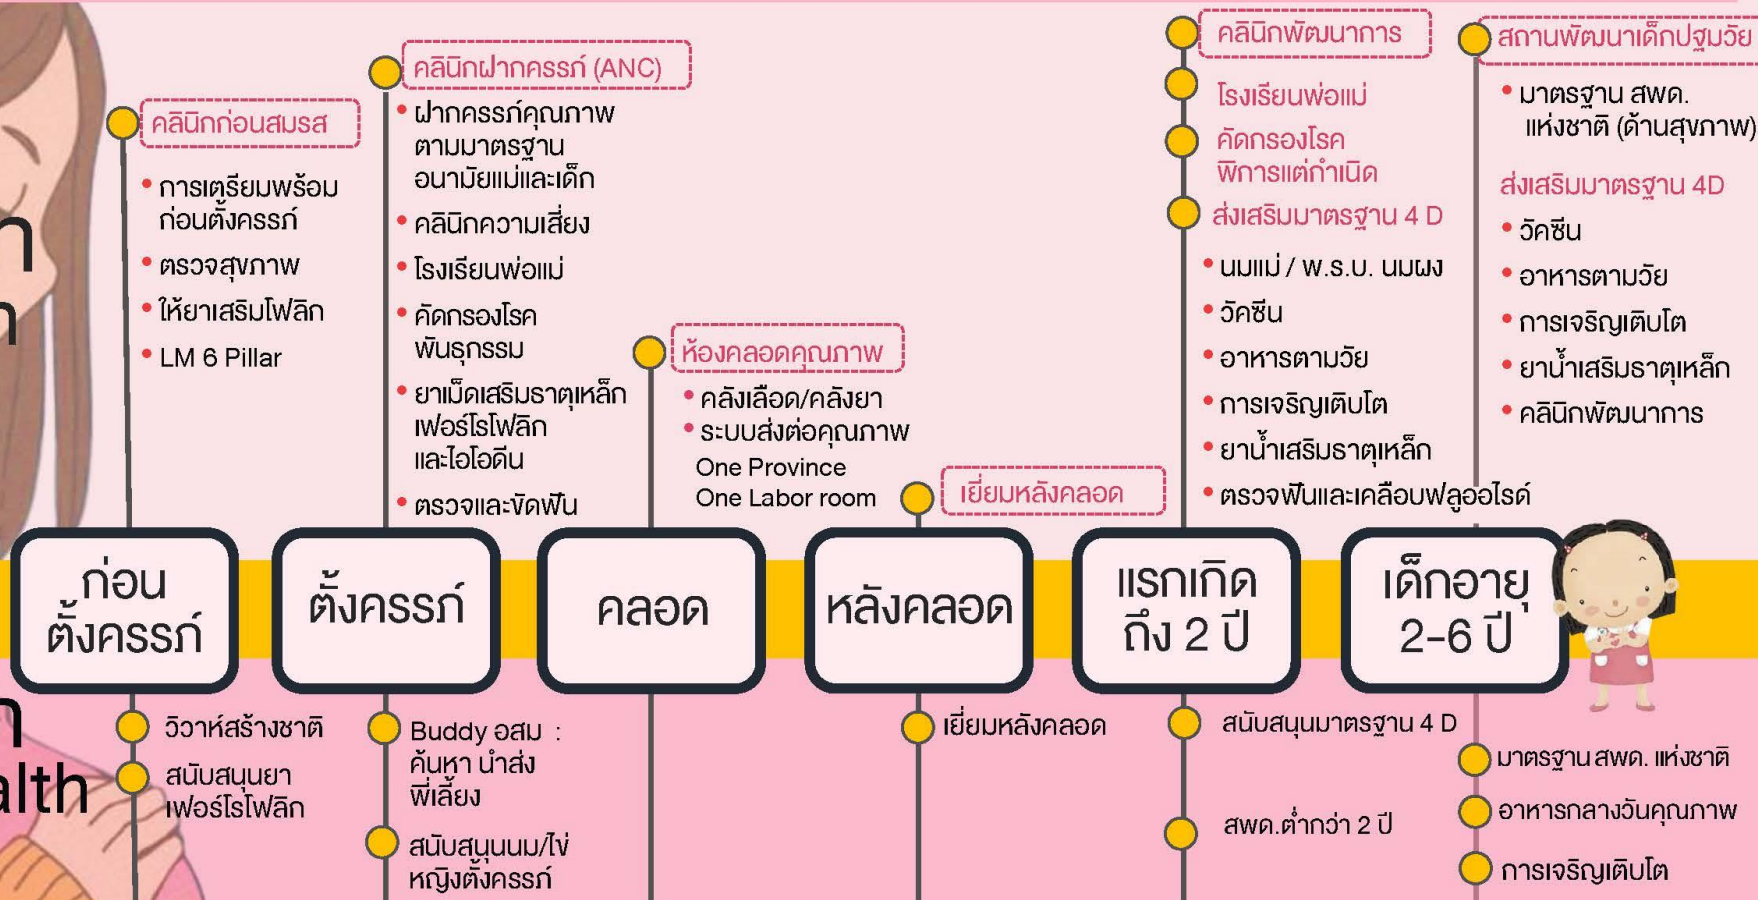 คลินิกก่อนสมรส
• การเตรียมพร้อม
ก่อนตั้งครรภ์
• ตรวจสุขภาพ
• ให้ยาเสริมโฟลิก
• LM 6 Pillar
คลินิกฝากครรภ์ (ANC)
• ฝากครรภ์คุณภาพ
ตามมาตรฐาน
อนามัยแม่และเด็ก
• คลินิกความเสี่ยง
• โรงเรียนพ่อแม่
• คัดกรองโรค
พันธุกรรม
• ยาเม็ดเสริมธาตุเหล็ก
เฟอร์โรโฟลิก
และไอโอดีน
• ตรวจและขัดฟัน
ห้องคลอดคุณภาพ
• คลังเลือด/คลังยา
• ระบบส่งต่อคุณภาพ
One Province
One Labor room
เยี่ยมหลังคลอด
คลินิกพัฒนาการ
โรงเรียนพ่อแม่
คัดกรองโรค
พิการแต่กำเนิด
ส่งเสริมมาตรฐาน 4 D
• นมแม่ / พ.ร.บ. นมผง
• วัคซีน
• อาหารตามวัย
• การเจริญเติบโต
• ยาน้ำเสริมธาตุเหล็ก
• ตรวจฟันและเคลือบฟลูออไรด์
สถานพัฒนาเด็กปฐมวัย
• มาตรฐาน สพด.
แห่งชาติ (ด้านสุขภาพ)
ส่งเสริมมาตรฐาน 4D
• วัคซีน
• อาหารตามวัย
• การเจริญเติบโต
• ยาน้ำเสริมธาตุเหล็ก
• คลินิกพัฒนาการ
ก่อน
ตั้งครรภ์
ตั้งครรภ์
คลอด
หลังคลอด
แรกเกิด
ถึง 2 ปี
เด็กอายุ
2-6 ปี
alth
วิวาห์สร้างชาติ
สนับสนุนยา
เฟอร์โรโฟลิก
Buddy อสม :
ค้นหา นำส่ง
พี่เลี้ยง
สนับสนุนนม/ไข่
หญิงตั้งครรภ์
เยี่ยมหลังคลอด
สนับสนุนมาตรฐาน 4 D
สพด.ต่ำกว่า 2 ปี
มาตรฐาน สพด. แห่งชาติ
อาหารกลางวันคุณภาพ
การเจริญเติบโต